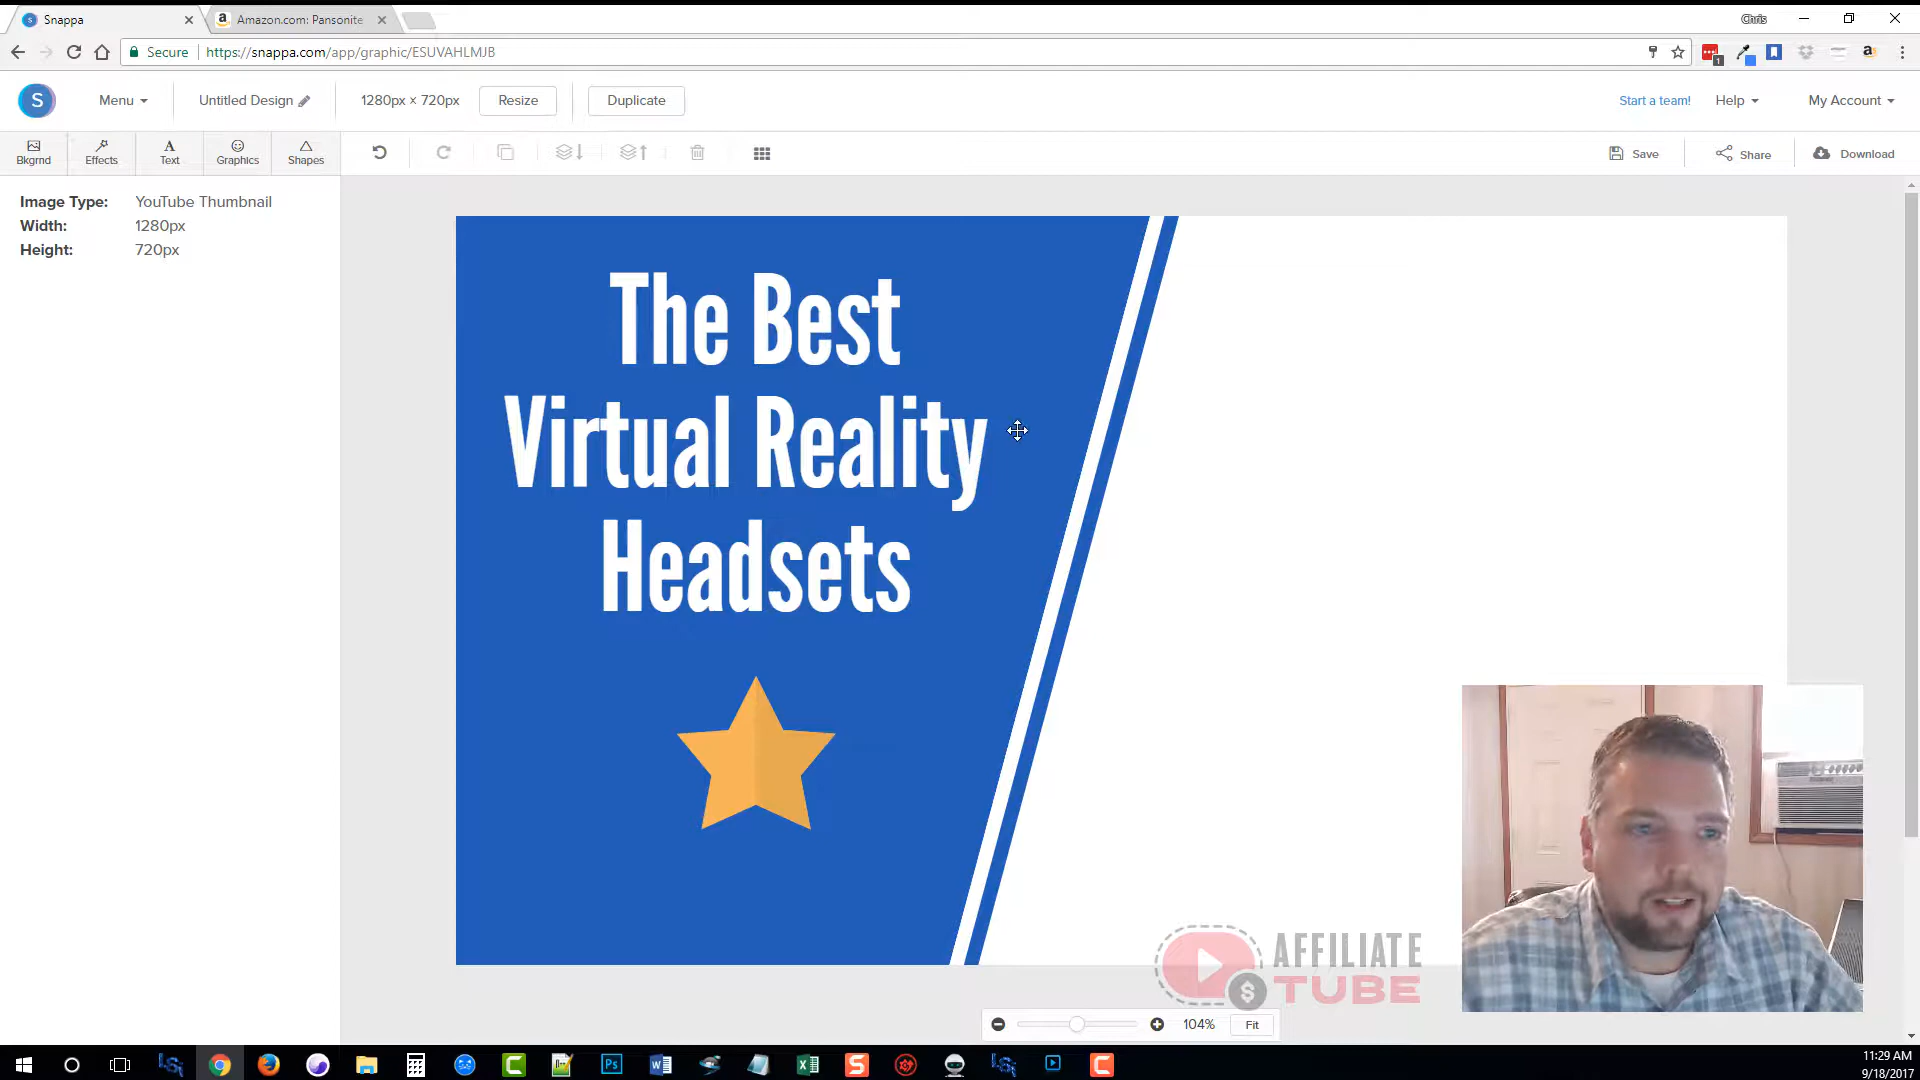 Snappa
Amazon.com: Pansonite
Chris
Secure
https://snappa.com/app/graphic/ESUVAHLMJB
1
S
Menu
Untitled Design
1280px × 720px
Resize
Duplicate
Start a team!
Help
My Account
Bkgrnd
Effects
Text
Graphics
Shapes
Save
Share
Download
Image Type: YouTube Thumbnail
Width: 1280px
Height: 720px
The Best
Virtual Reality
Headsets
AFFILIATE
TUBE
104%
Fit
11:29 AM
9/18/2017